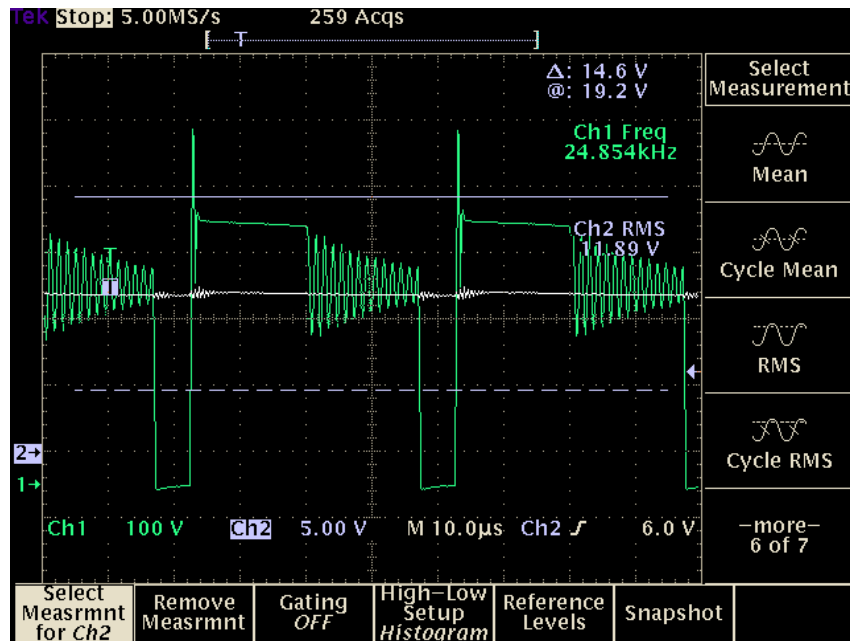 Tek Stop: 5.00MS/s 259 Acqs
T
Δ: 14.6 V
@: 19.2 V
Ch1 Freq
24.854kHz
Ch2 RMS
11.89 V
T
2→
1→
Ch1 100 V Ch2 5.00 V M 10.0µs Ch2 6.0 V
Select
Measurement
Mean
Cycle Mean
RMS
Cycle RMS
–more–
6 of 7
Select
Measrmnt
for Ch2
Remove
Measrmnt
Gating
OFF
High–Low
Setup
Histogram
Reference
Levels
Snapshot